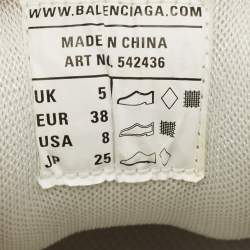 WWW.BALENCIAGA.COM
MADE IN CHINA
ART NO. 542436
UK 5
EUR 38
USA 8
JP 25